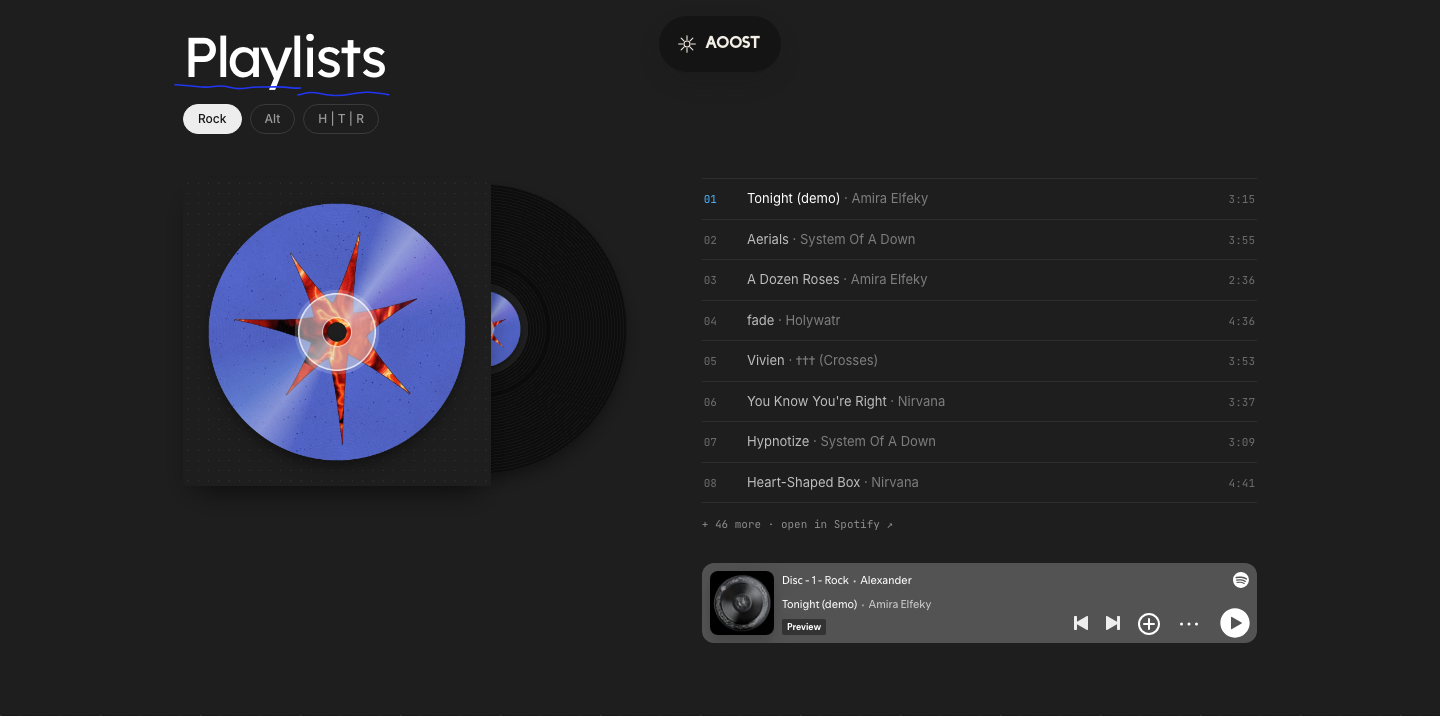 Playlists
AOOST
Rock
Alt
H | T | R
01 Tonight (demo) · Amira Elfeky 3:15
02 Aerials · System Of A Down 3:55
03 A Dozen Roses · Amira Elfeky 2:36
04 fade · Holywatr 4:36
05 Vivien · ††† (Crosses) 3:53
06 You Know You're Right · Nirvana 3:37
07 Hypnotize · System Of A Down 3:09
08 Heart-Shaped Box · Nirvana 4:41
+ 46 more · open in Spotify ↗
Disc - 1 - Rock • Alexander
Tonight (demo) • Amira Elfeky
Preview